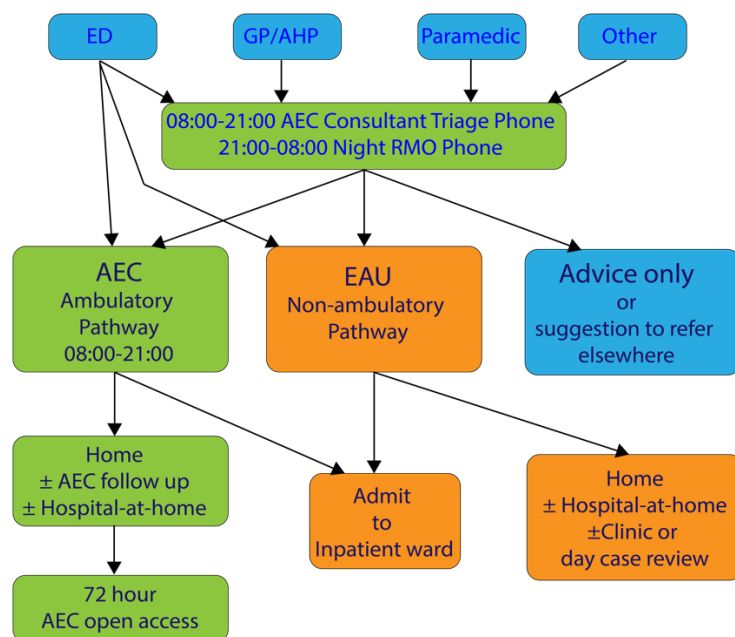 ED
GP/AHP
Paramedic
Other
08:00-21:00 AEC Consultant Triage Phone
21:00-08:00 Night RMO Phone
AEC
Ambulatory
Pathway
08:00-21:00
EAU
Non-ambulatory
Pathway
Advice only
or
suggestion to refer
elsewhere
Home
± AEC follow up
± Hospital-at-home
Admit
to
Inpatient ward
Home
± Hospital-at-home
±Clinic or
day case review
72 hour
AEC open access